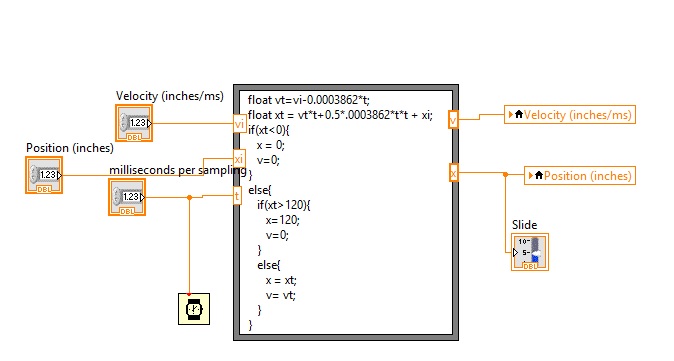 Velocity (inches/ms)
1.23
DBL
Position (inches)
1.23
DBL
milliseconds per sampling
1.23
DBL
vi
xi
t
float vt=vi-0.0003862*t;
float xt = vt*t+0.5*.0003862*t*t + xi;
if(xt<0){
x = 0;
v=0;
}
else{
if(xt>120){
x=120;
v=0;
}
else{
x = xt;
v= vt;
}
}
v
x
Velocity (inches/ms)
Position (inches)
Slide
10-
5-
DBL